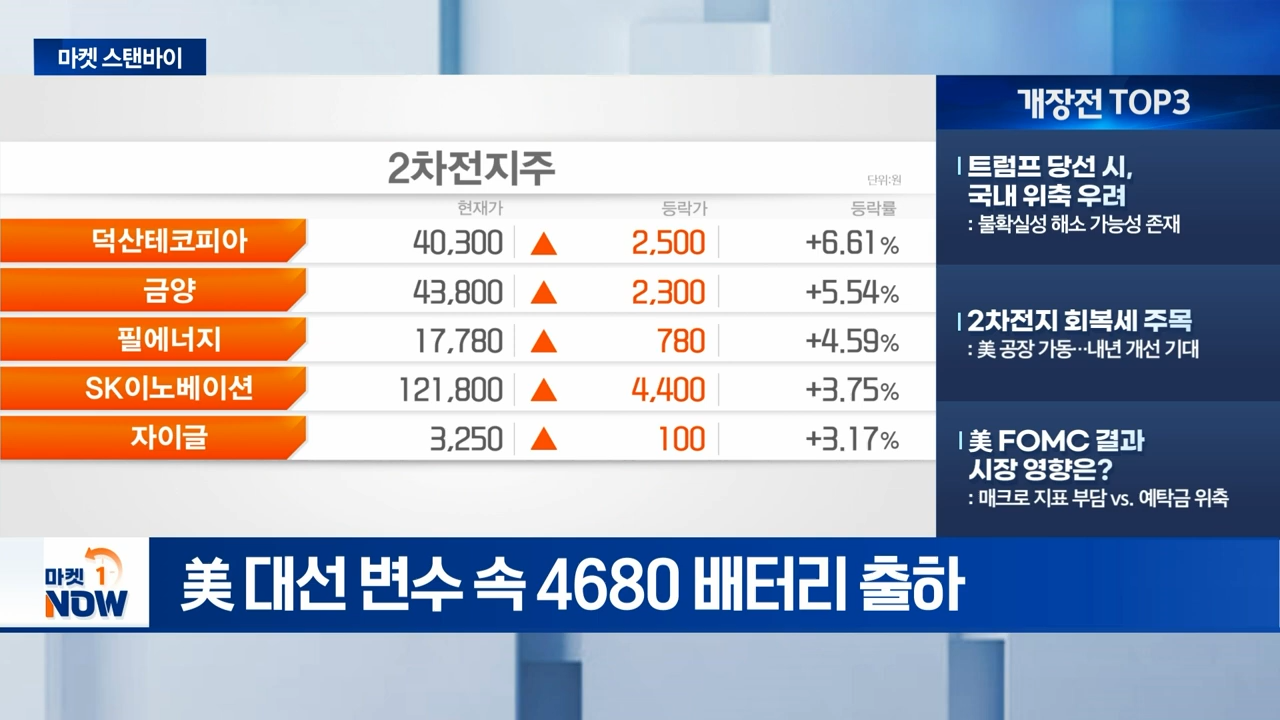 마켓 스탠바이
2차전지주
단위:원
현재가 등락가 등락률
덕산테코피아 40,300 ▲ 2,500 +6.61%
금양 43,800 ▲ 2,300 +5.54%
필에너지 17,780 ▲ 780 +4.59%
SK이노베이션 121,800 ▲ 4,400 +3.75%
자이글 3,250 ▲ 100 +3.17%
개장전 TOP3
트럼프 당선 시,
국내 위축 우려
: 불확실성 해소 가능성 존재
2차전지 회복세 주목
: 美 공장 가동…내년 개선 기대
美 FOMC 결과
시장 영향은?
: 매크로 지표 부담 vs. 예탁금 위축
마켓 1
NOW
美 대선 변수 속 4680 배터리 출하